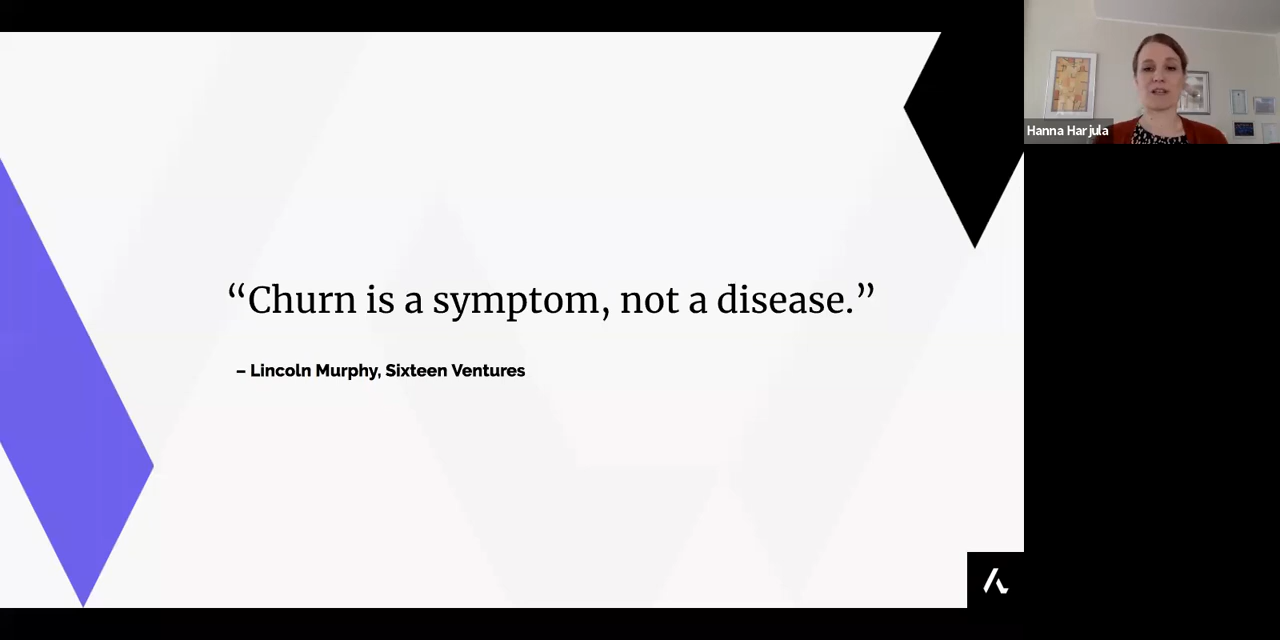 “Churn is a symptom, not a disease.”
– Lincoln Murphy, Sixteen Ventures
Hanna Harjula